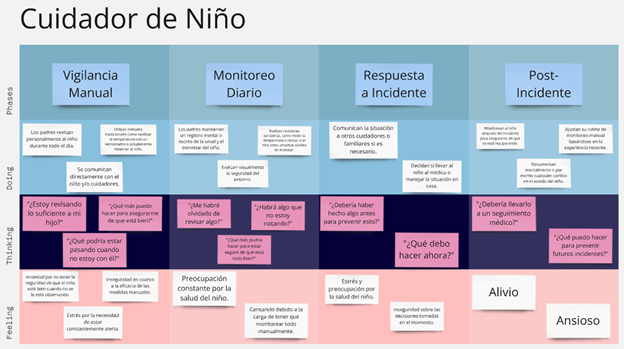 Cuidador de Niño
Phases
Vigilancia
Manual
Monitoreo
Diario
Respuesta
a Incidente
Post-
Incidente
Doing
Los padres revisan
personalmente al niño
durante todo el día.
Utilizan métodos
tradicionales como verificar
la temperatura con un
termómetro o simplemente
observar al niño.
Se comunican
directamente con el
niño y/o cuidadores.
Los padres mantienen
un registro mental o
escrito de la salud y el
bienestar del niño.
Realizan revisiones
periódicas, como medir la
temperatura o revisar si el
niño
Evalúan visualmente
la seguridad del
entorno
Comunican la situación
a otros cuidadores o
familiares si es
necesario.
Deciden si llevar al
niño al médico o
manejar la situación en
casa.
Monitorean al niño
después del incidente
para asegurarse de que
se está recuperando.
Ajustan su rutina de
monitoreo manual
basándose en la
experiencia reciente.
Documentan
mentalmente o por
escrito cualquier cambio
en el estado del niño.
Thinking
"¿Estoy revisando
lo suficiente a mi
hijo?"
"¿Qué más puedo
hacer para asegurarme
de que está bien?"
"¿Qué podría estar
pasando cuando
no estoy con él?"
"¿Me habré
olvidado de
revisar algo?"
"¿Habrá algo que
no estoy
notando?"
"¿Qué más podría
hacer para estar
seguro de que está
todo bien?"
"¿Debería haber
hecho algo antes
para prevenir esto?"
"¿Qué debo
hacer ahora?"
"¿Debería llevarlo
a un seguimiento
médico?"
"¿Qué puedo hacer
para prevenir
futuros incidentes?"
Feeling
Ansiedad por no tener la
seguridad de que el niño
esté bien cuando no se
le está observando.
Inseguridad en cuanto
a la eficacia de las
medidas manuales.
Estrés por la necesidad
de estar
constantemente alerta.
Preocupación
constante por la
salud del niño.
Cansancio debido a la
carga de tener que
monitorear todo
manualmente.
Estrés y
preocupación por
la salud del niño.
Inseguridad sobre las
decisiones tomadas
en el momento.
Alivio
Ansioso